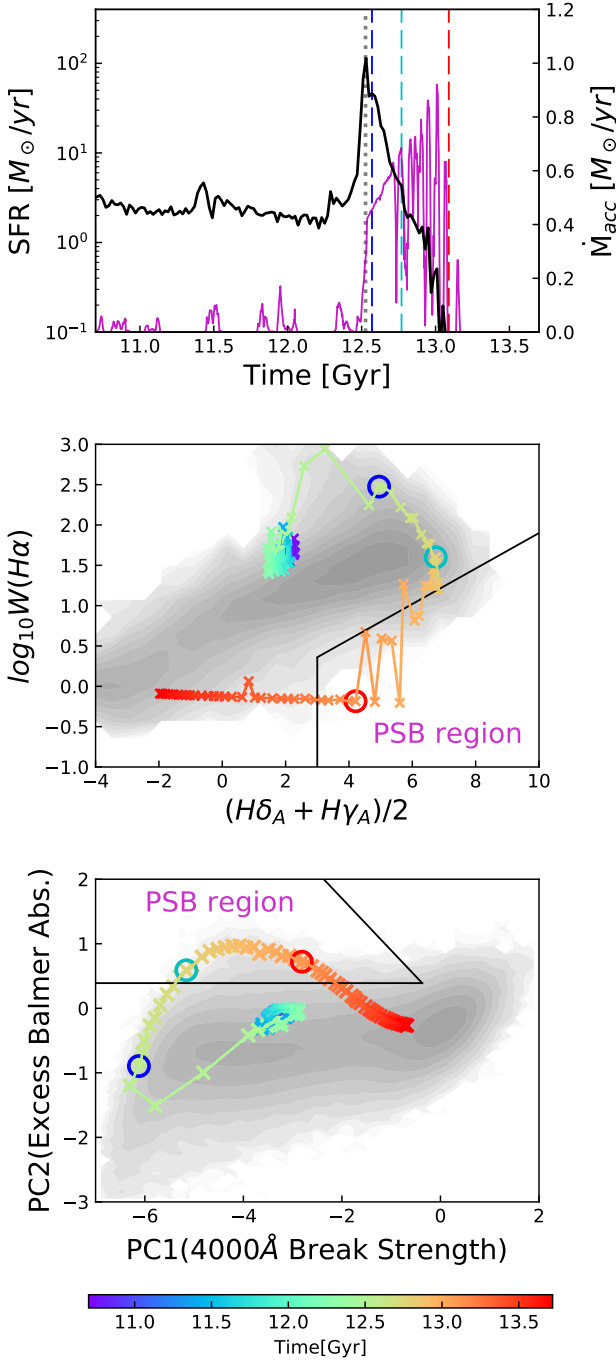 10² 10¹ 10⁰ 10⁻¹
SFR [M⊙/yr]
1.2 1.0 0.8 0.6 0.4 0.2 0.0
Ṁacc [M⊙/yr]
11.0 11.5 12.0 12.5 13.0 13.5
Time [Gyr]
3.0 2.5 2.0 1.5 1.0 0.5 0.0 −0.5 −1.0
log₁₀W(Hα)
PSB region
−4 −2 0 2 4 6 8 10
(Hδ_A + Hγ_A)/2
2 1 0 −1 −2 −3
PC2(Excess Balmer Abs.)
PSB region
−6 −4 −2 0 2
PC1(4000Å Break Strength)
11.0 11.5 12.0 12.5 13.0 13.5
Time[Gyr]